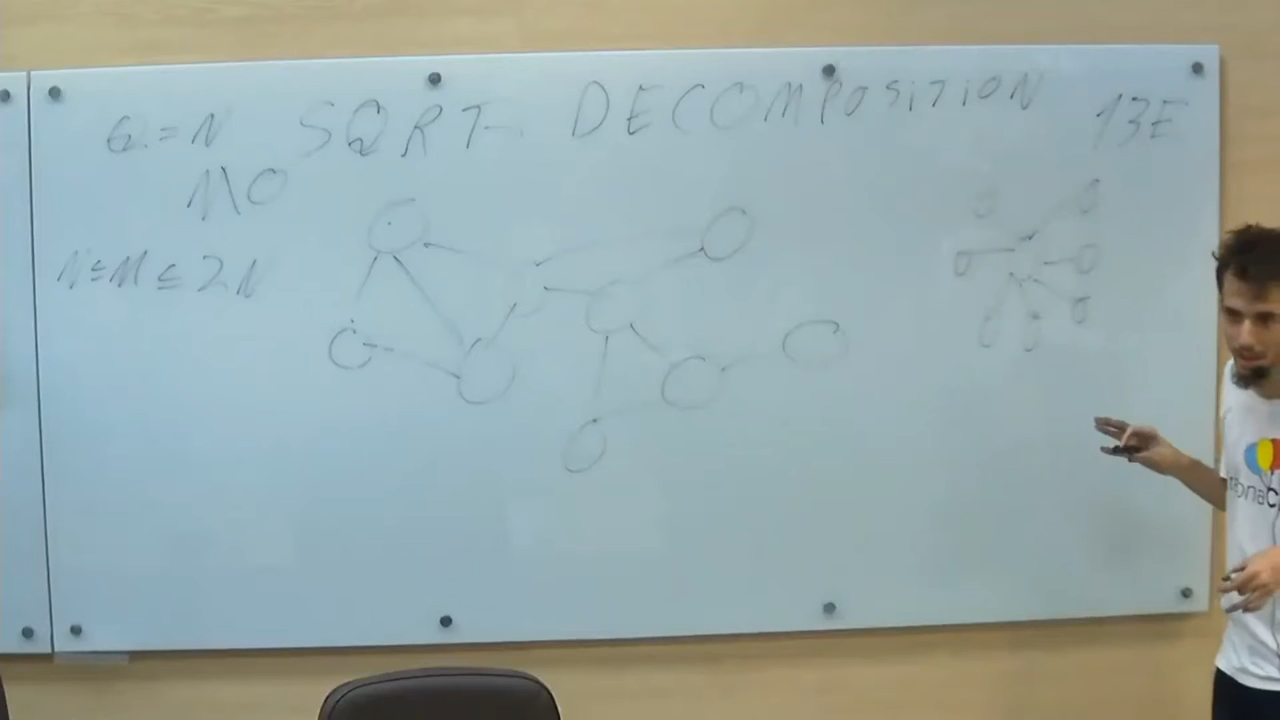 Q = N SQRT DECOMPOSITION 13E
MO
N ≤ M ≤ 2N